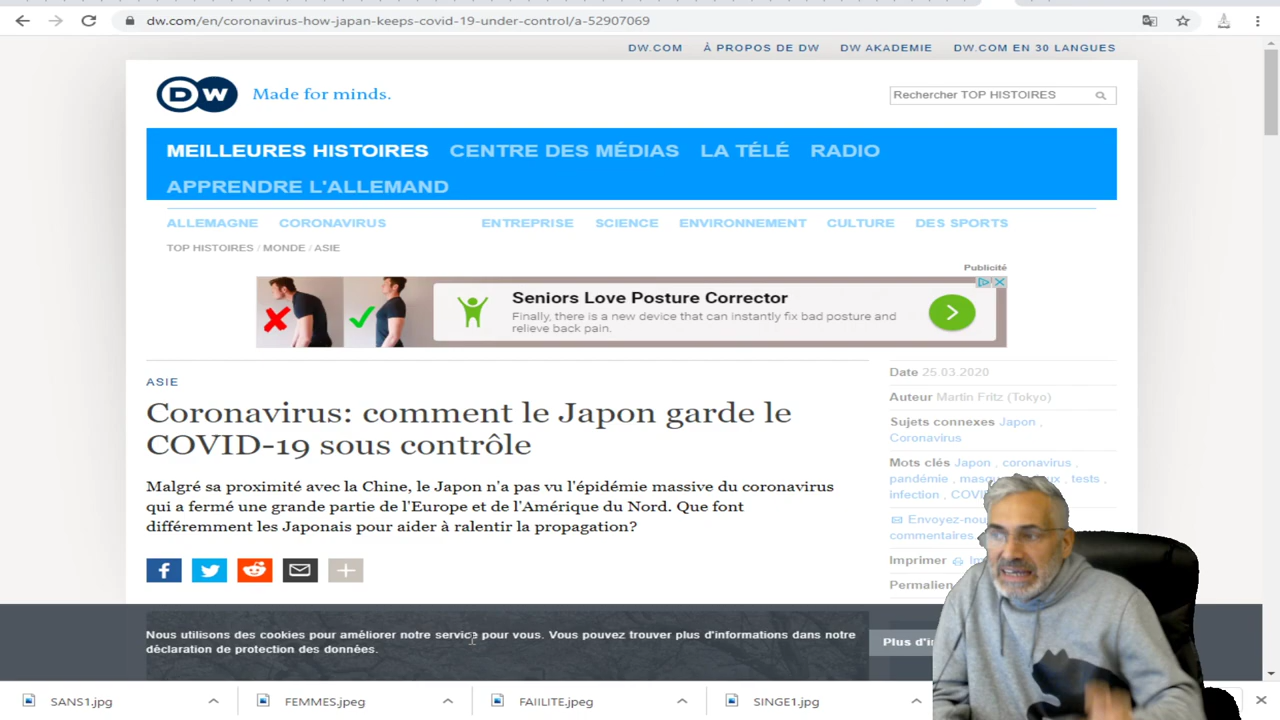 dw.com/en/coronavirus-how-japan-keeps-covid-19-under-control/a-52907069
DW.COM À PROPOS DE DW DW AKADEMIE DW.COM EN 30 LANGUES
DW Made for minds.
Rechercher TOP HISTOIRES
MEILLEURES HISTOIRES CENTRE DES MÉDIAS LA TÉLÉ RADIO
APPRENDRE L'ALLEMAND
ALLEMAGNE CORONAVIRUS ENTREPRISE SCIENCE ENVIRONNEMENT CULTURE DES SPORTS
TOP HISTOIRES / MONDE / ASIE
Publicité
Seniors Love Posture Corrector
Finally, there is a new device that can instantly fix bad posture and
relieve back pain.
ASIE
Coronavirus: comment le Japon garde le
COVID-19 sous contrôle
Malgré sa proximité avec la Chine, le Japon n'a pas vu l'épidémie massive du coronavirus
qui a fermé une grande partie de l'Europe et de l'Amérique du Nord. Que font
différemment les Japonais pour aider à ralentir la propagation?
Date 25.03.2020
Auteur Martin Fritz (Tokyo)
Sujets connexes Japon ,
Coronavirus
Mots clés Japon , coronavirus ,
pandémie , tests ,
infection ,
commentaires.
Imprimer
Nous utilisons des cookies pour améliorer notre service pour vous. Vous pouvez trouver plus d'informations dans notre
déclaration de protection des données.
Plus
SANS1.jpg
FEMMES.jpeg
FAIILITE.jpeg
SINGE1.jpg